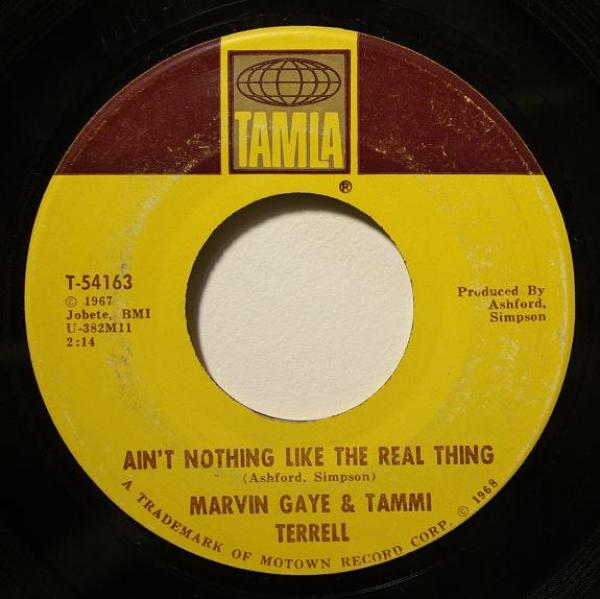 TAMLA
®
T-54163
© 1967
Jobete, BMI
U-382M11
2:14
Produced By
Ashford,
Simpson
AIN'T NOTHING LIKE THE REAL THING
(Ashford, Simpson)
MARVIN GAYE & TAMMI
TERRELL
A TRADEMARK OF MOTOWN RECORD CORP. © 1968